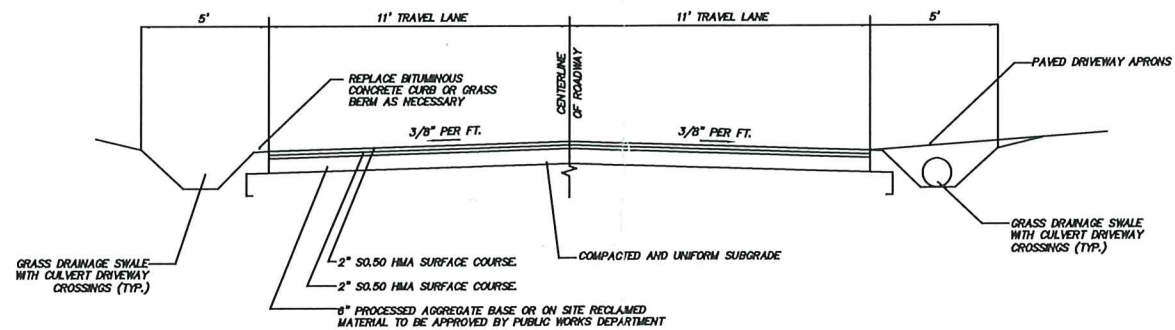 5'
11' TRAVEL LANE
11' TRAVEL LANE
5'
REPLACE BITUMINOUS
CONCRETE CURB OR GRASS
BERM AS NECESSARY
CENTERLINE
OF ROADWAY
PAVED DRIVEWAY APRONS
3/8" PER FT.
3/8" PER FT.
GRASS DRAINAGE SWALE
WITH CULVERT DRIVEWAY
CROSSINGS (TYP.)
2" S0.50 HMA SURFACE COURSE.
2" S0.50 HMA SURFACE COURSE.
6" PROCESSED AGGREGATE BASE OR ON SITE RECLAIMED
MATERIAL TO BE APPROVED BY PUBLIC WORKS DEPARTMENT
COMPACTED AND UNIFORM SUBGRADE
GRASS DRAINAGE SWALE
WITH CULVERT DRIVEWAY
CROSSINGS (TYP.)